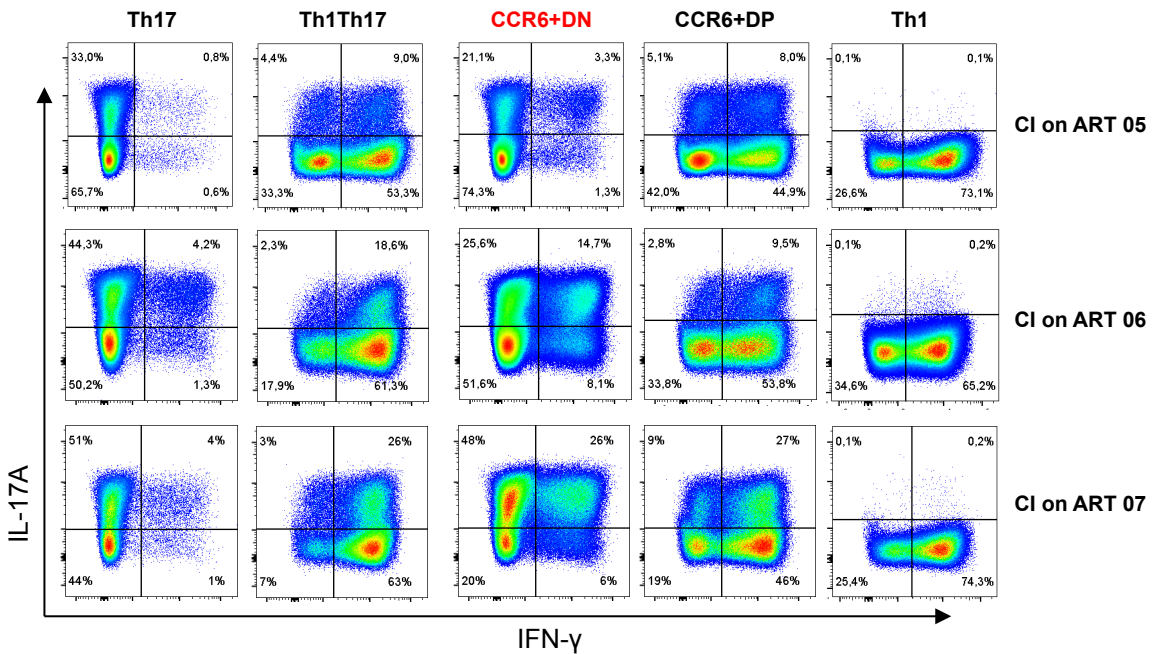 Th17 Th1Th17 CCR6+DN CCR6+DP Th1
33,0% 0,8% 4,4% 9,0% 21,1% 3,3% 5,1% 8,0% 0,1% 0,1%
CI on ART 05
65,7% 0,6% 33,3% 53,3% 74,3% 1,3% 42,0% 44,9% 26,6% 73,1%
44,3% 4,2% 2,3% 18,6% 25,6% 14,7% 2,8% 9,5% 0,1% 0,2%
CI on ART 06
50,2% 1,3% 17,9% 61,3% 51,6% 8,1% 33,8% 53,8% 34,6% 65,2%
51% 4% 3% 26% 48% 26% 9% 27% 0,1% 0,2%
CI on ART 07
44% 1% 7% 63% 20% 6% 19% 46% 25,4% 74,3%
IL-17A
IFN-γ